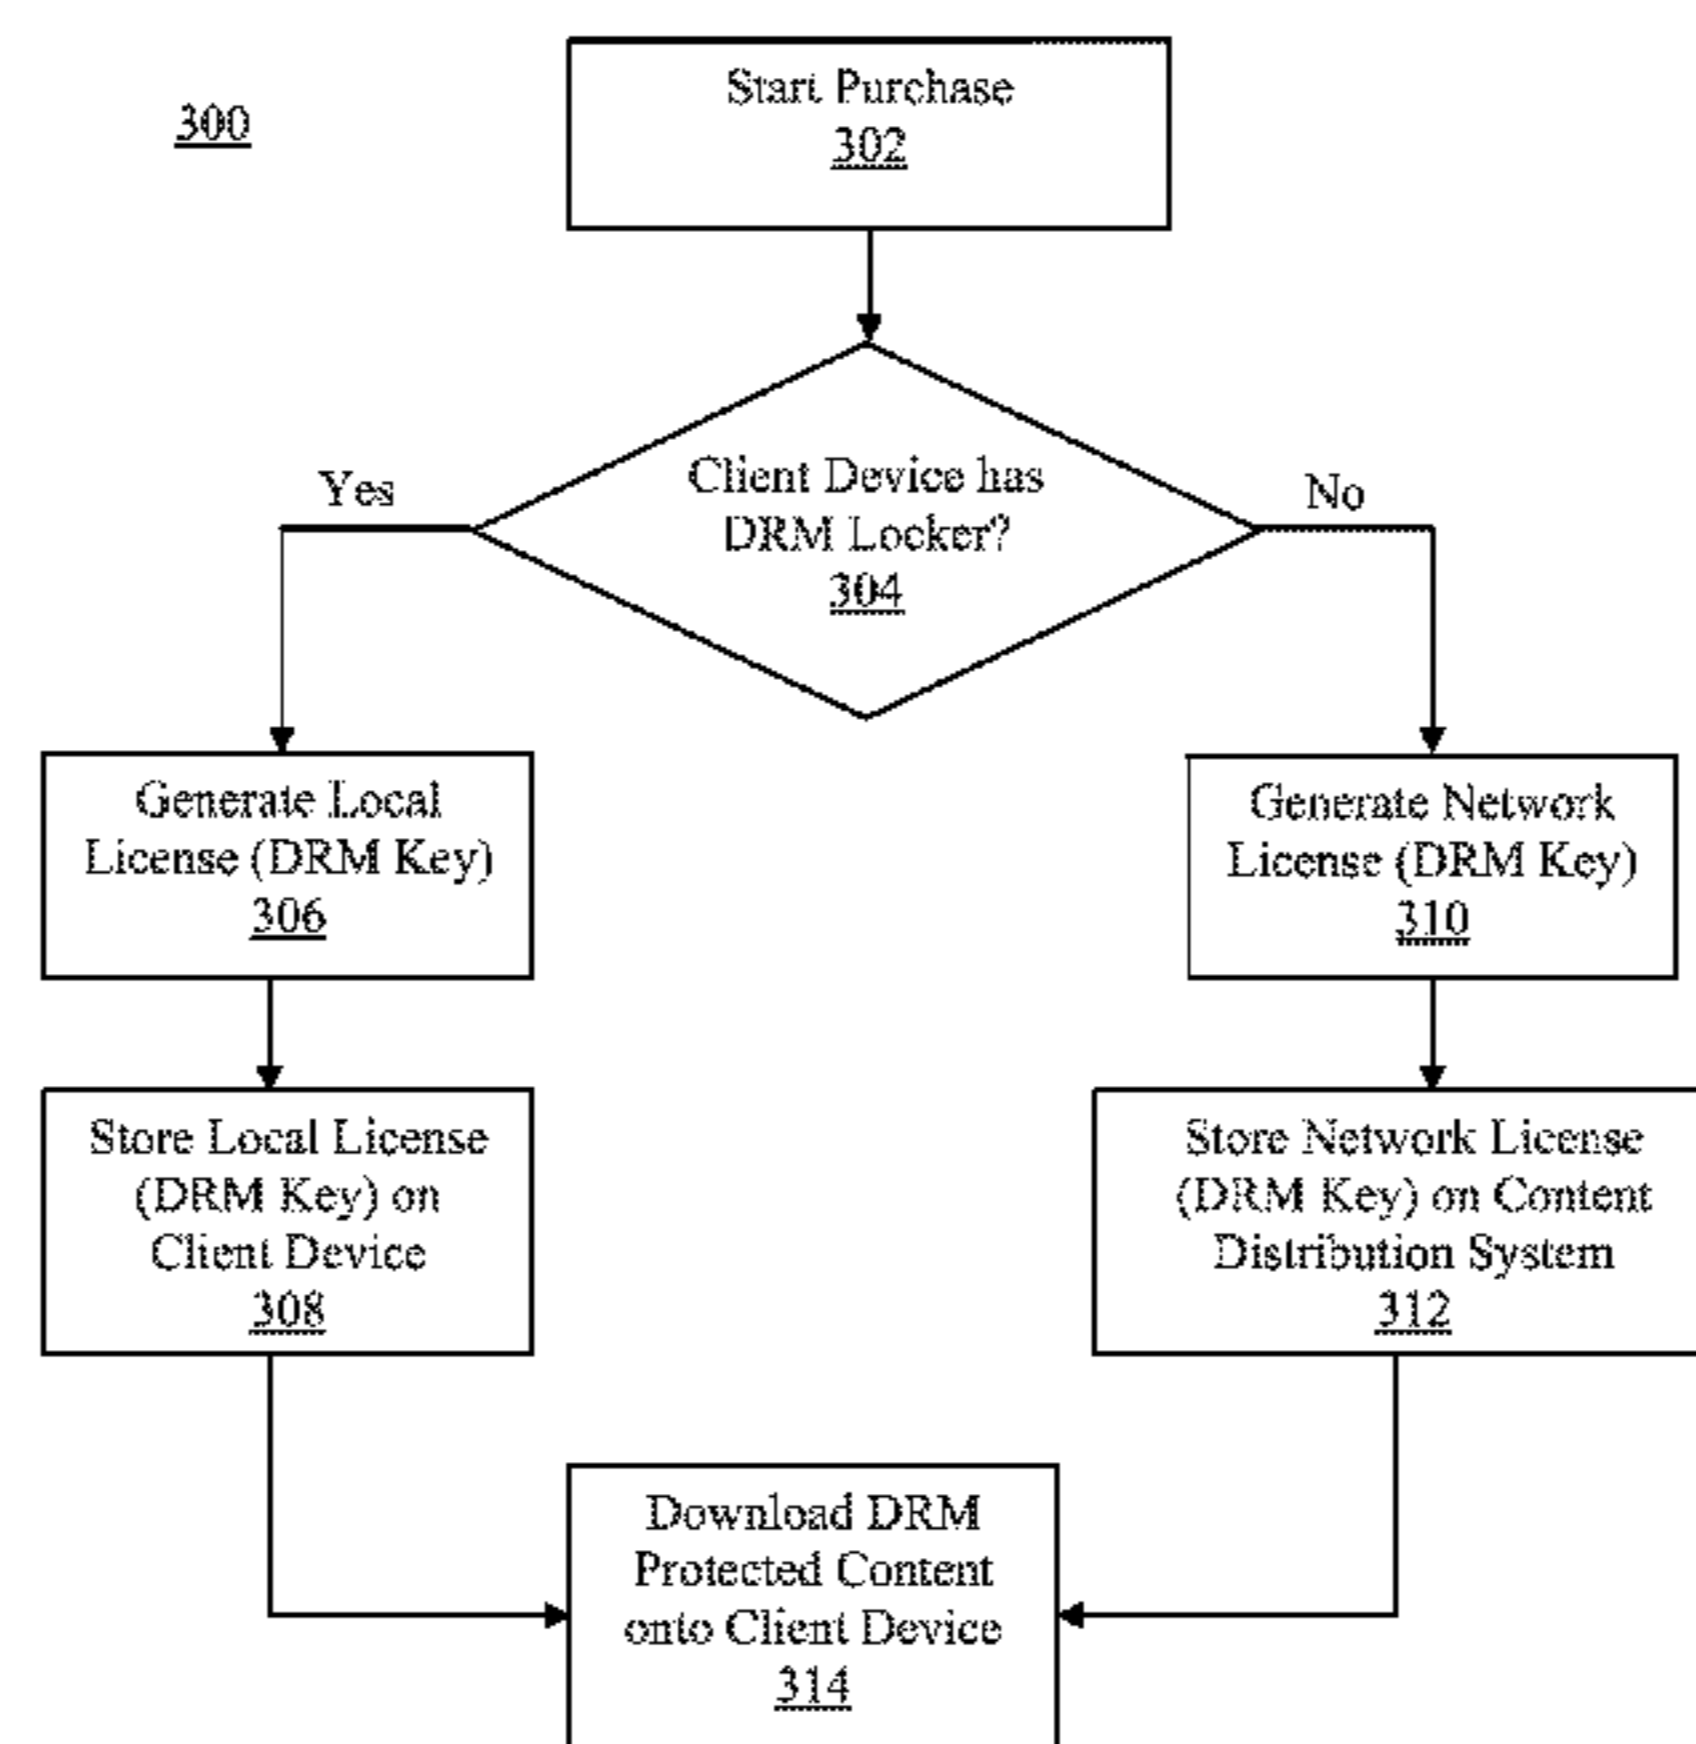 300
Start Purchase
302
Client Device has
DRM Locker?
304
Yes
No
Generate Local
License (DRM Key)
306
Generate Network
License (DRM Key)
310
Store Local License
(DRM Key) on
Client Device
308
Store Network License
(DRM Key) on Content
Distribution System
312
Download DRM
Protected Content
onto Client Device
314